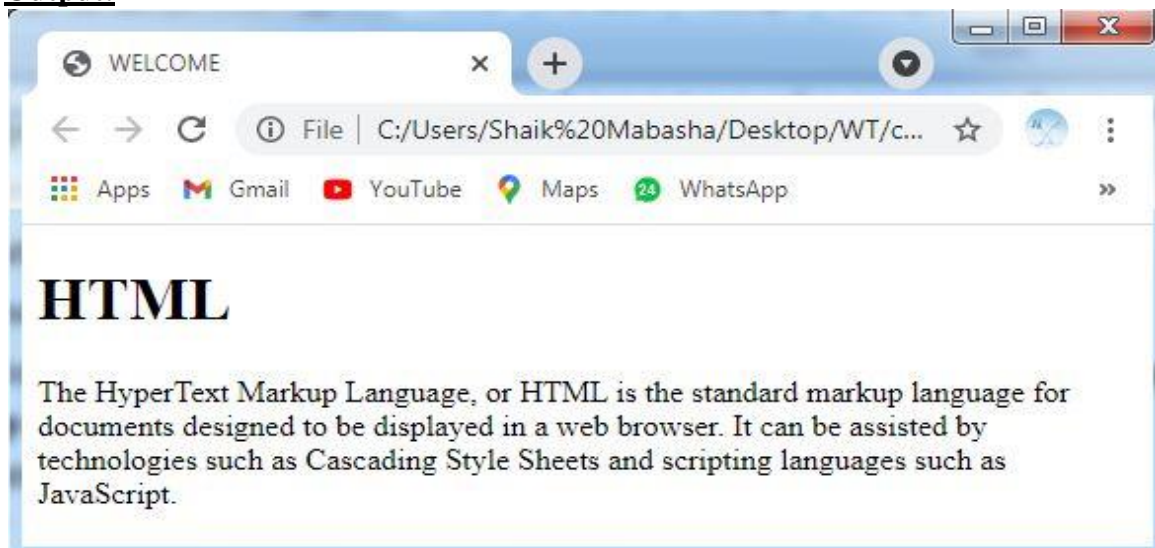 WELCOME
File | C:/Users/Shaik%20Mabasha/Desktop/WT/c...
Apps Gmail YouTube Maps 24 WhatsApp »
HTML
The HyperText Markup Language, or HTML is the standard markup language for
documents designed to be displayed in a web browser. It can be assisted by
technologies such as Cascading Style Sheets and scripting languages such as
JavaScript.